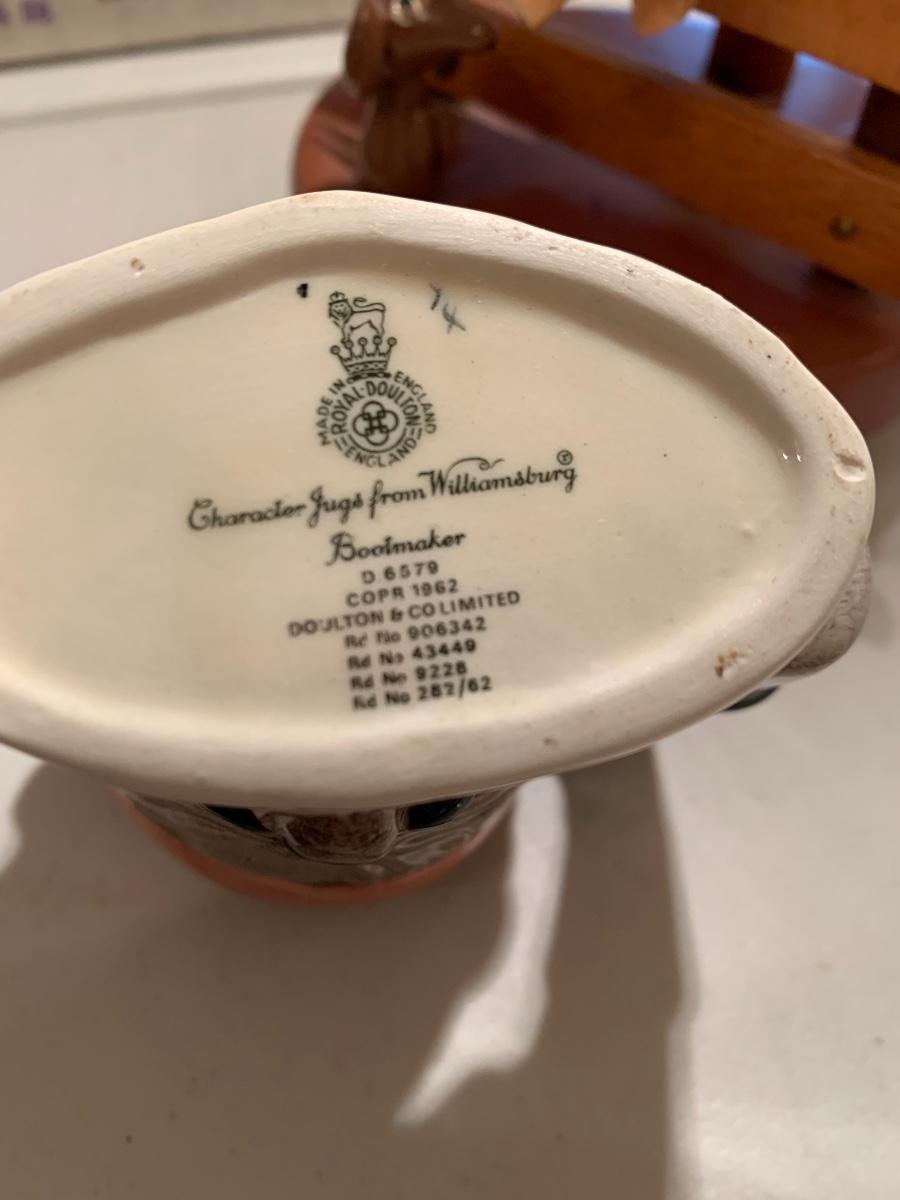 14
MADE IN ENGLAND
ROYAL·DOULTON
ENGLAND
Character Jugs from Williamsburg®
Bootmaker
D 6579
COPR 1962
DOULTON & CO LIMITED
Rd No 906342
Rd No 43449
Rd No 9228
Rd No 282/62